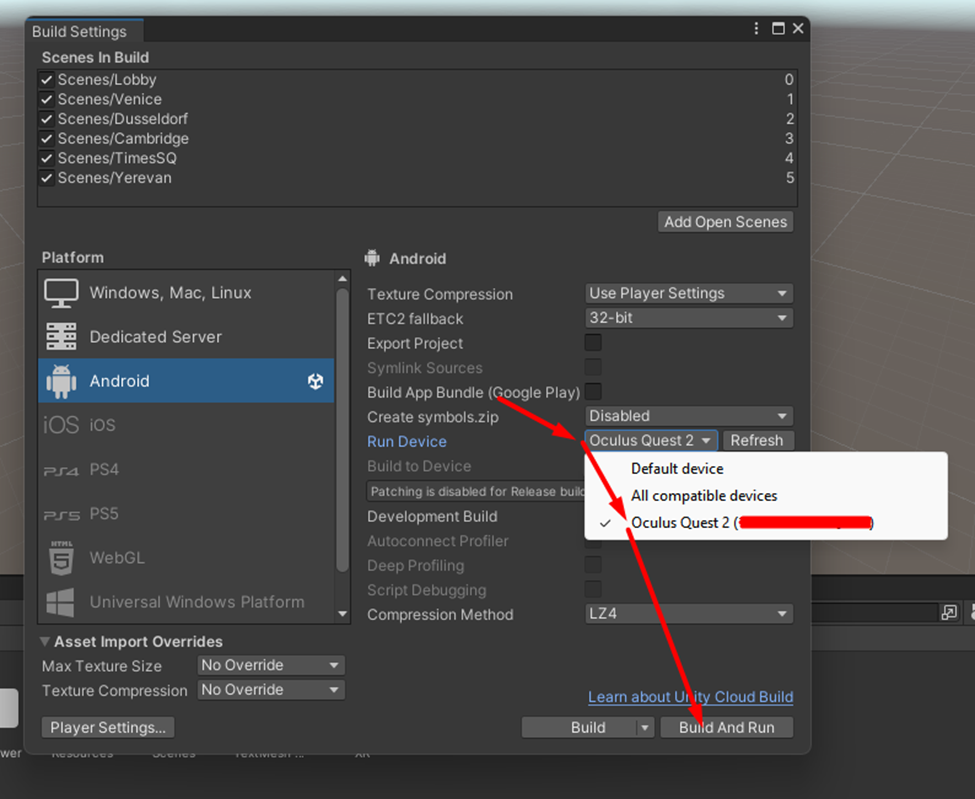 Build Settings
Scenes In Build
Scenes/Lobby 0
Scenes/Venice 1
Scenes/Dusseldorf 2
Scenes/Cambridge 3
Scenes/TimesSQ 4
Scenes/Yerevan 5
Add Open Scenes
Platform
Windows, Mac, Linux
Dedicated Server
Android
iOS iOS
PS4 PS4
PS5 PS5
HTML 5 WebGL
Universal Windows Platform
Android
Texture Compression Use Player Settings
ETC2 fallback 32-bit
Export Project
Symlink Sources
Build App Bundle (Google Play)
Create symbols.zip Disabled
Run Device Oculus Quest 2 Refresh
Default device
All compatible devices
Oculus Quest 2 ( )
Build to Device
Patching is disabled for Release
Development Build
Autoconnect Profiler
Deep Profiling
Script Debugging
Compression Method LZ4
Asset Import Overrides
Max Texture Size No Override
Texture Compression No Override
Learn about Unity Cloud Build
Player Settings...
Build
Build And Run
Resources
Scenes
XR